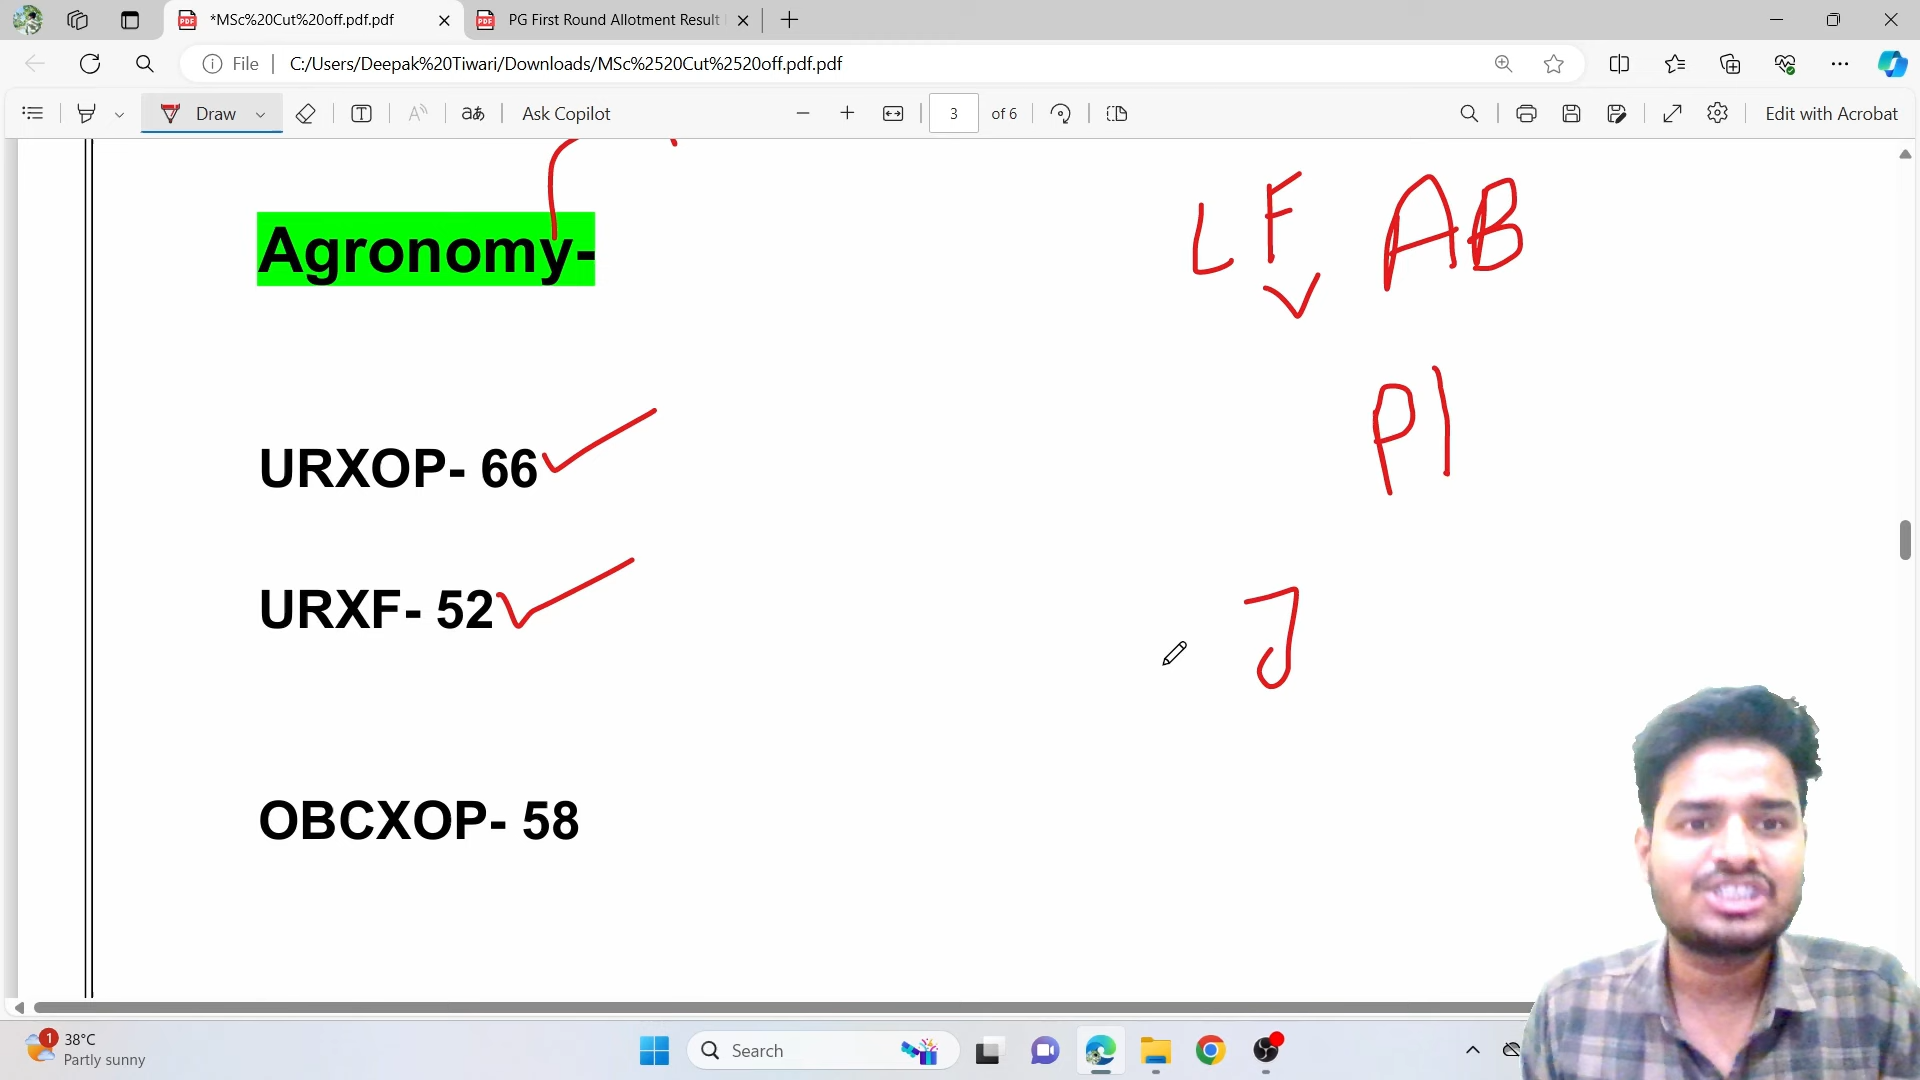 *MSc%20Cut%20off.pdf.pdf
PG First Round Allotment Result
File
C:/Users/Deepak%20Tiwari/Downloads/MSc%2520Cut%2520off.pdf.pdf
Draw
Ask Copilot
3 of 6
Edit with Acrobat
Agronomy-
LF AB
URXOP- 66
PI
URXF- 52
J
OBCXOP- 58
1
38°C
Partly sunny
Search